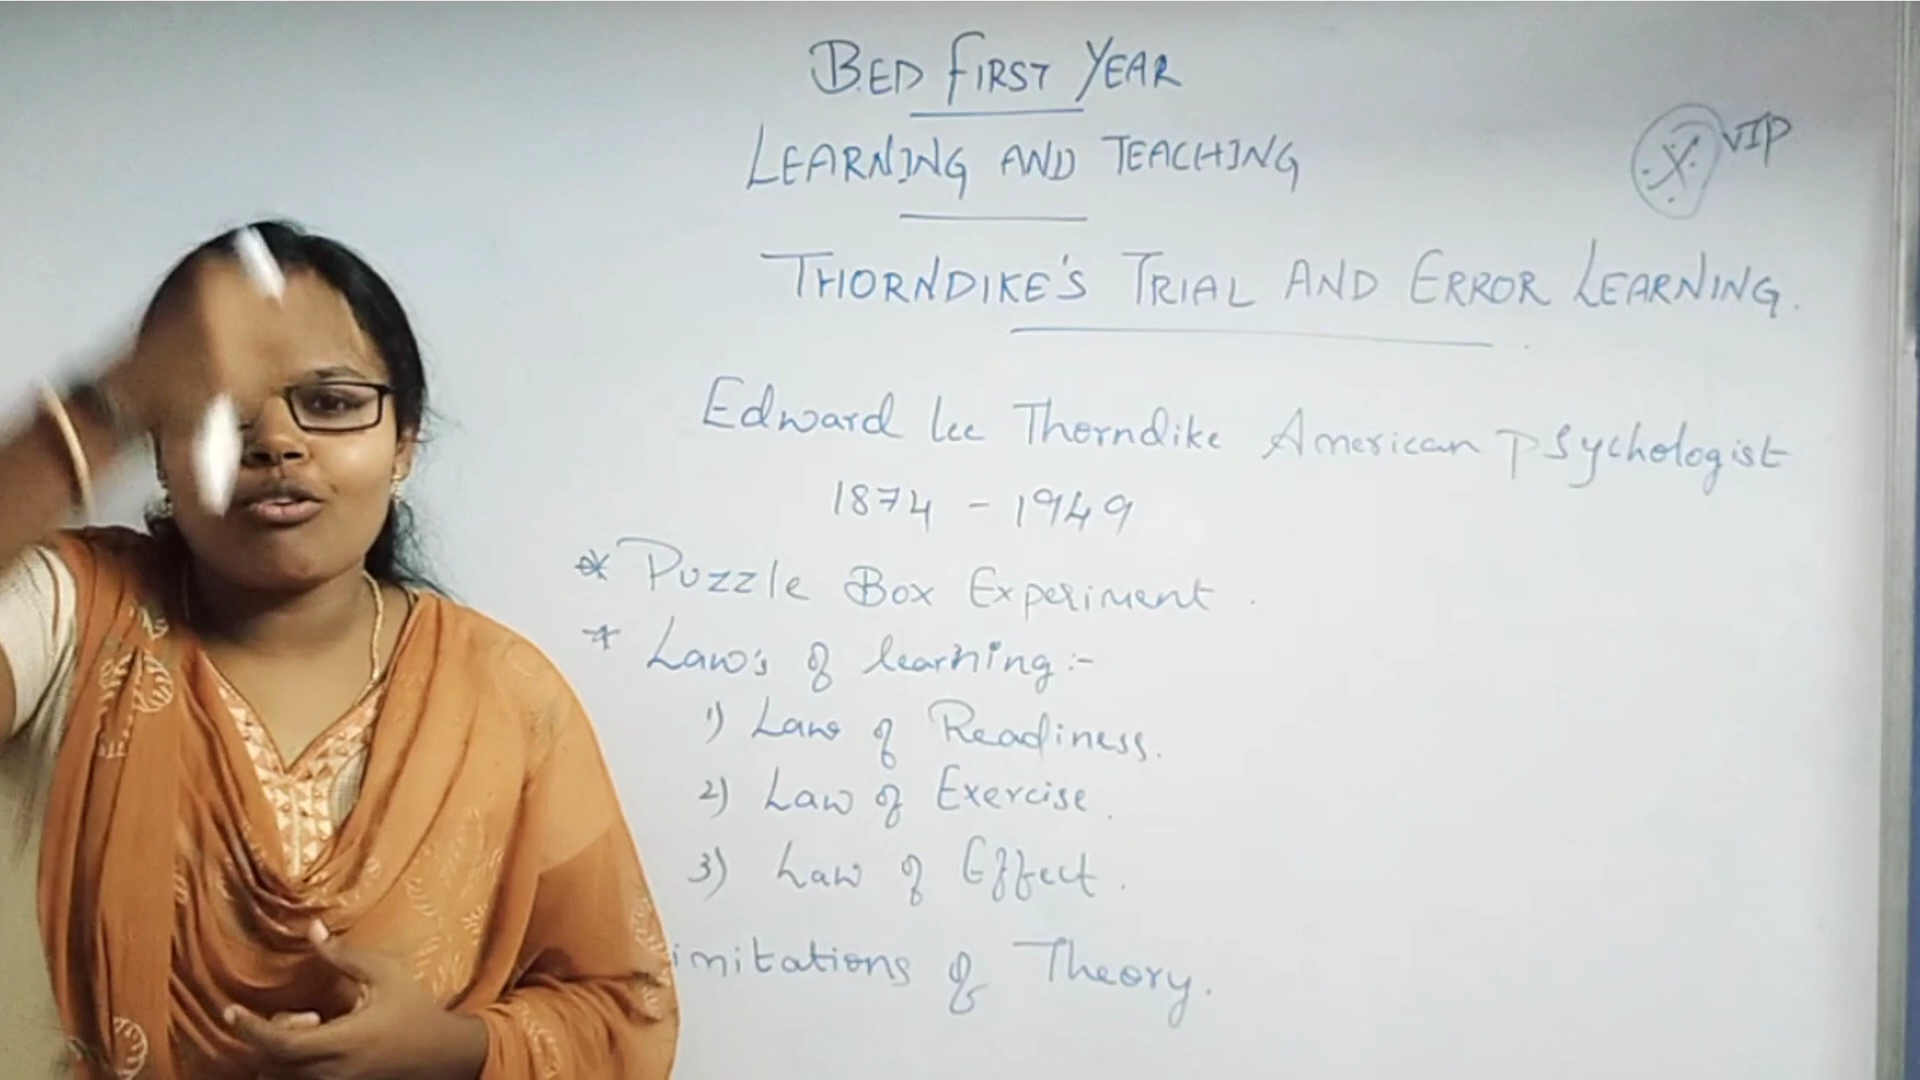 BED FIRST YEAR
LEARNING AND TEACHING
X VIP
THORNDIKE'S TRIAL AND ERROR LEARNING.
Edward Lee Thorndike American Psychologist
1874 - 1949
* Puzzle Box Experiment.
* Law's of learning :-
1) Law of Readiness.
2) Law of Exercise.
3) Law of Effect.
imitations of Theory.